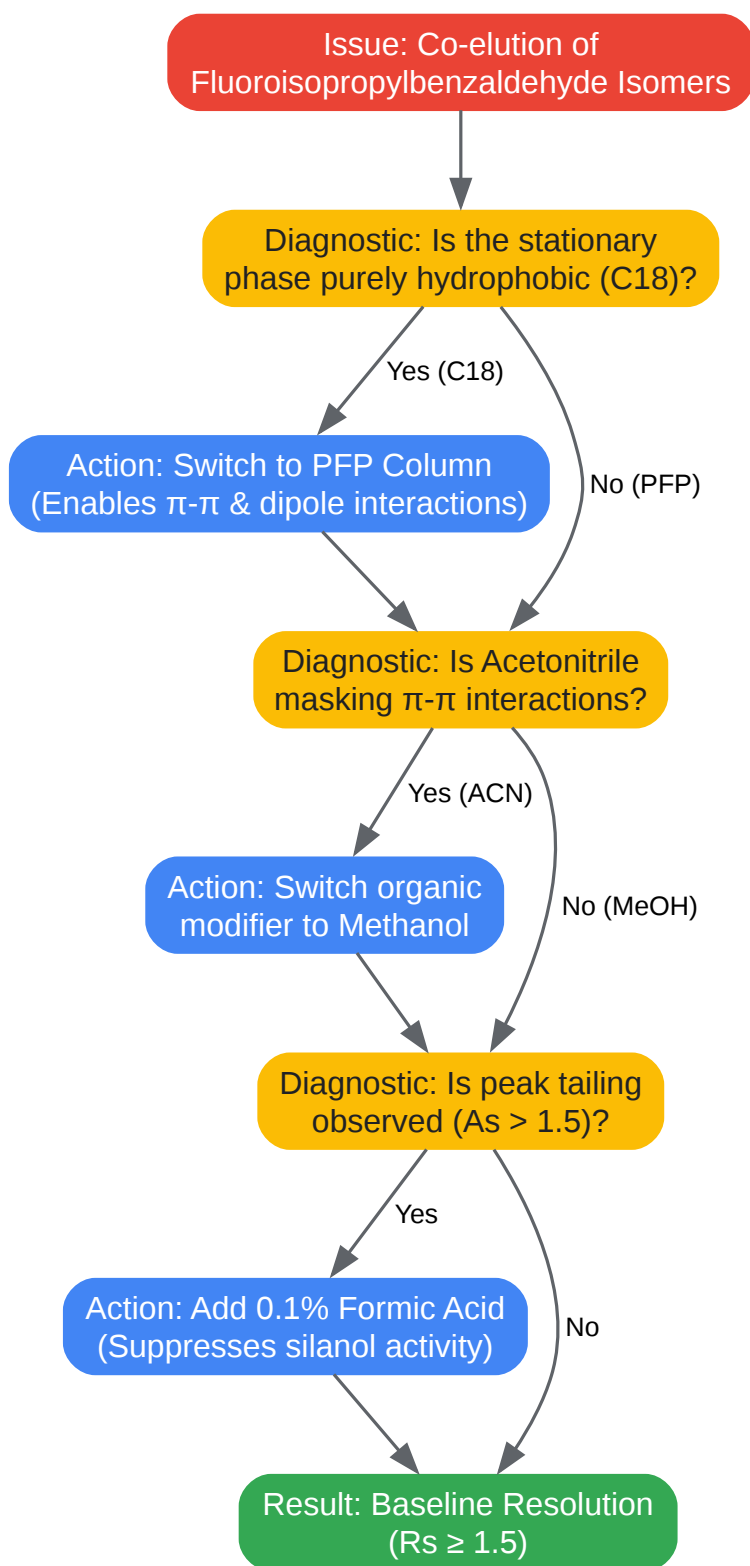 Issue: Co-elution of
Fluoroisopropylbenzaldehyde Isomers
Diagnostic: Is the stationary
phase purely hydrophobic (C18)?
Yes (C18)
Action: Switch to PFP Column
(Enables π-π & dipole interactions)
No (PFP)
Diagnostic: Is Acetonitrile
masking π-π interactions?
Yes (ACN)
Action: Switch organic
modifier to Methanol
No (MeOH)
Diagnostic: Is peak tailing
observed (As > 1.5)?
Yes
Action: Add 0.1% Formic Acid
(Suppresses silanol activity)
No
Result: Baseline Resolution
(Rs ≥ 1.5)